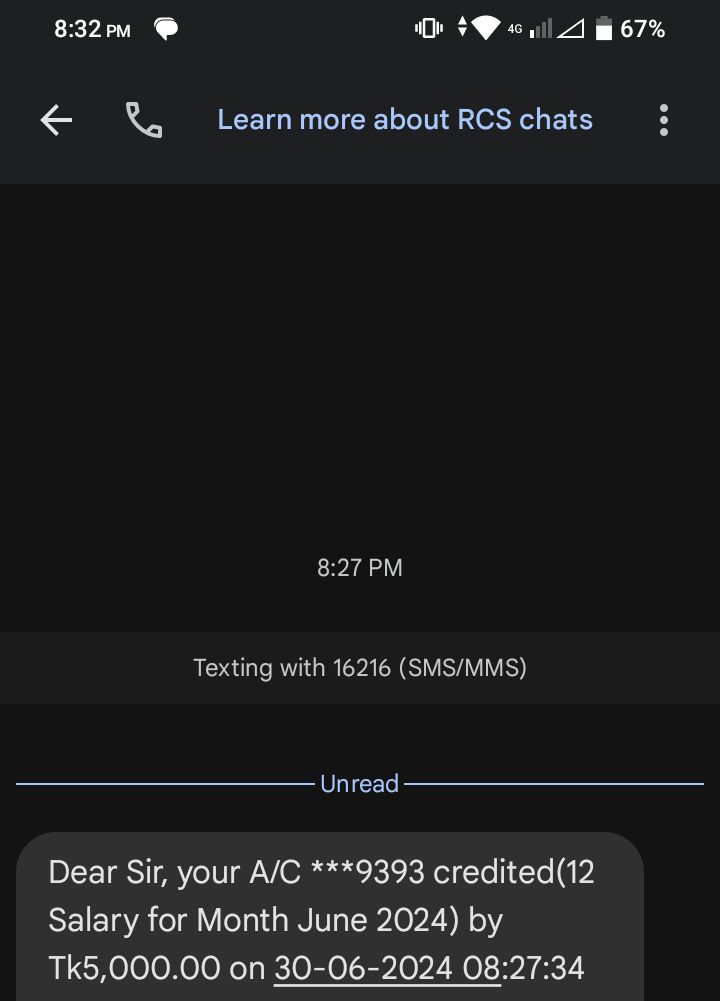 8:32 PM
4G
67%
Learn more about RCS chats
8:27 PM
Texting with 16216 (SMS/MMS)
Unread
Dear Sir, your A/C ***9393 credited(12
Salary for Month June 2024) by
Tk5,000.00 on 30-06-2024 08:27:34